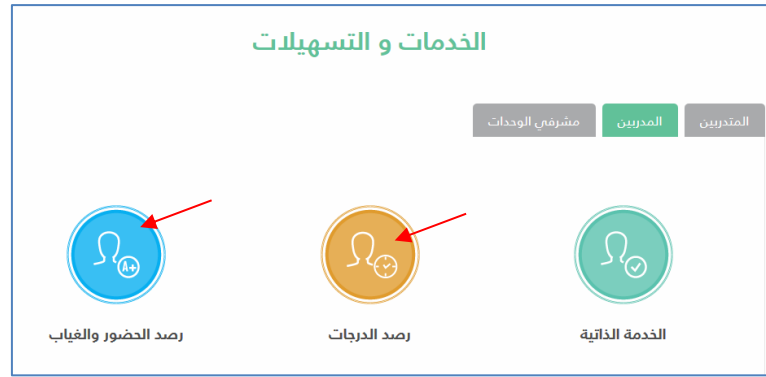 الخدمات و التسهيلات
المتدربين
المدربين
مشرفي الوحدات
A+
الخدمة الذاتية
رصد الدرجات
رصد الحضور والغياب